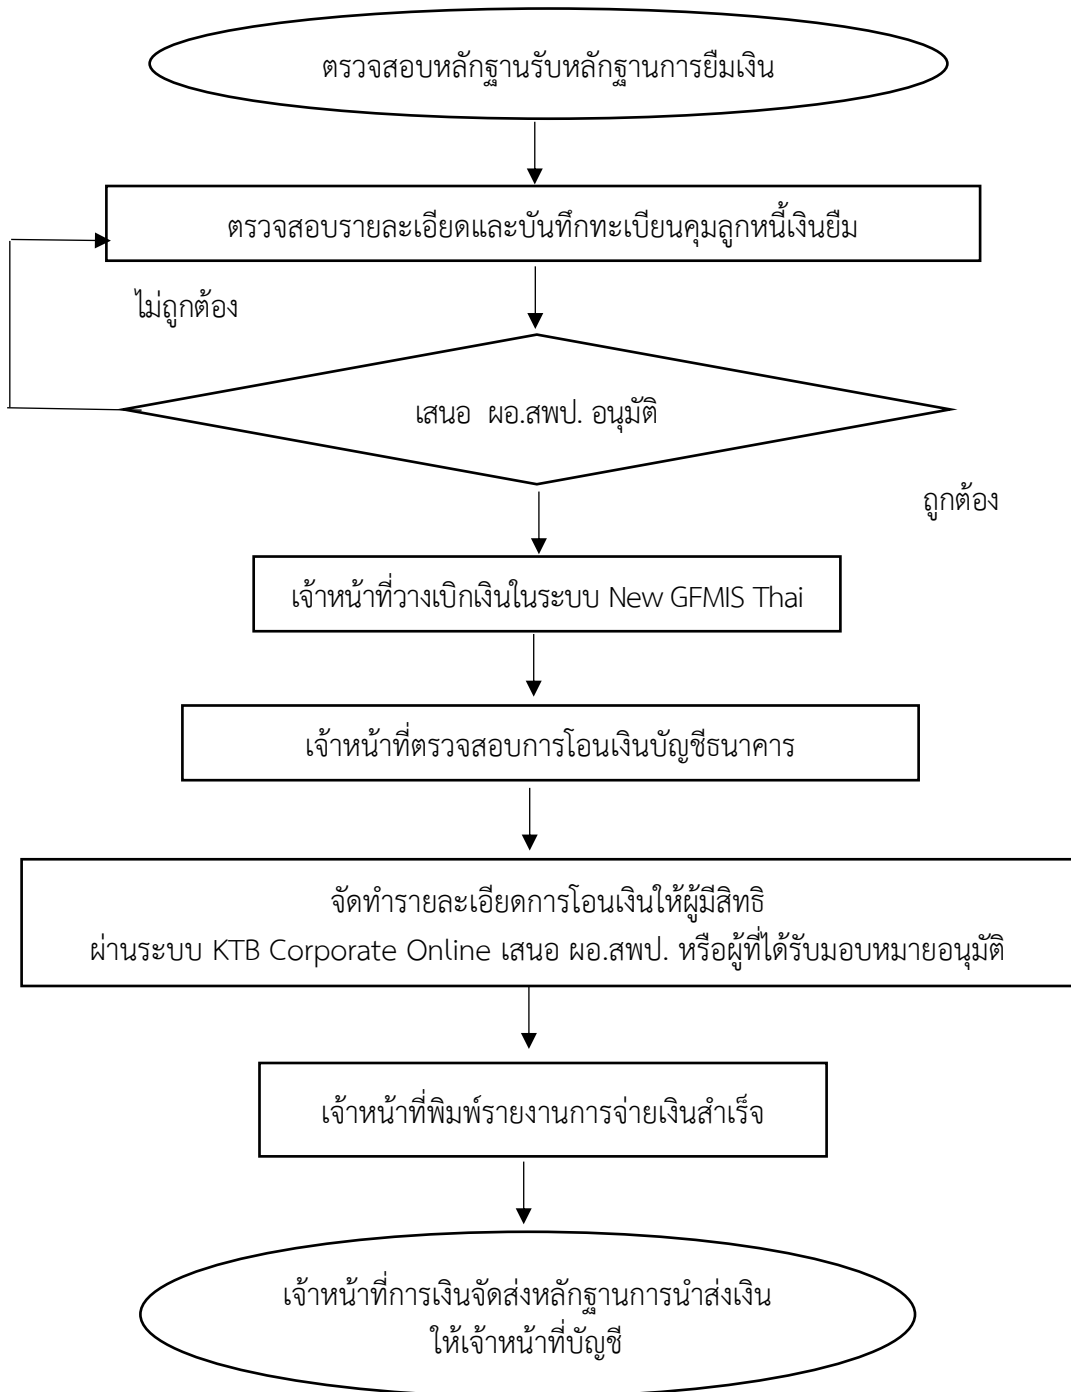 ตรวจสอบหลักฐานรับหลักฐานการยืมเงิน
ตรวจสอบรายละเอียดและบันทึกทะเบียนคุมลูกหนี้เงินยืม
ไม่ถูกต้อง
เสนอ ผอ.สพป. อนุมัติ
ถูกต้อง
เจ้าหน้าที่วางเบิกเงินในระบบ New GFMIS Thai
เจ้าหน้าที่ตรวจสอบการโอนเงินบัญชีธนาคาร
จัดทำรายละเอียดการโอนเงินให้ผู้มีสิทธิ
ผ่านระบบ KTB Corporate Online เสนอ ผอ.สพป. หรือผู้ที่ได้รับมอบหมายอนุมัติ
เจ้าหน้าที่พิมพ์รายงานการจ่ายเงินสำเร็จ
เจ้าหน้าที่การเงินจัดส่งหลักฐานการนำส่งเงิน
ให้เจ้าหน้าที่บัญชี